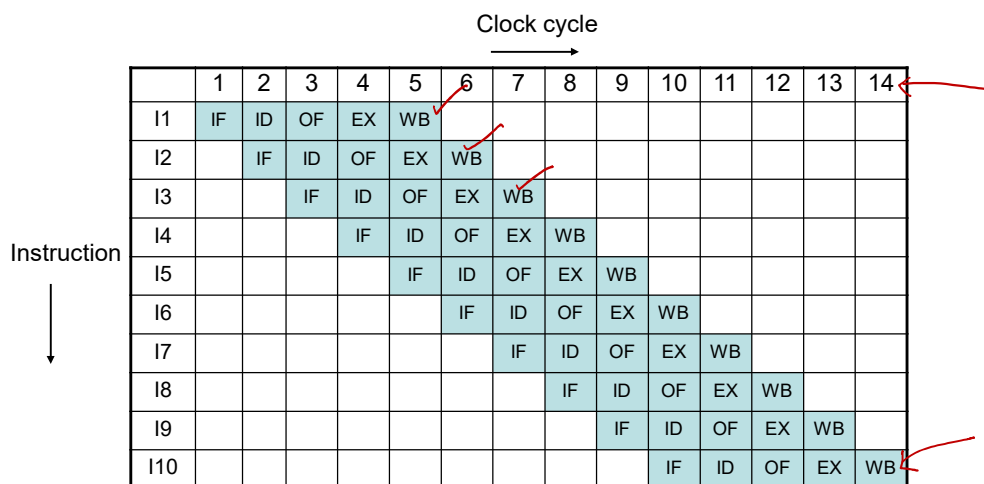 Clock cycle
1 2 3 4 5 6 7 8 9 10 11 12 13 14
I1 IF ID OF EX WB
I2 IF ID OF EX WB
I3 IF ID OF EX WB
I4 IF ID OF EX WB
Instruction
I5 IF ID OF EX WB
I6 IF ID OF EX WB
I7 IF ID OF EX WB
I8 IF ID OF EX WB
I9 IF ID OF EX WB
I10 IF ID OF EX WB